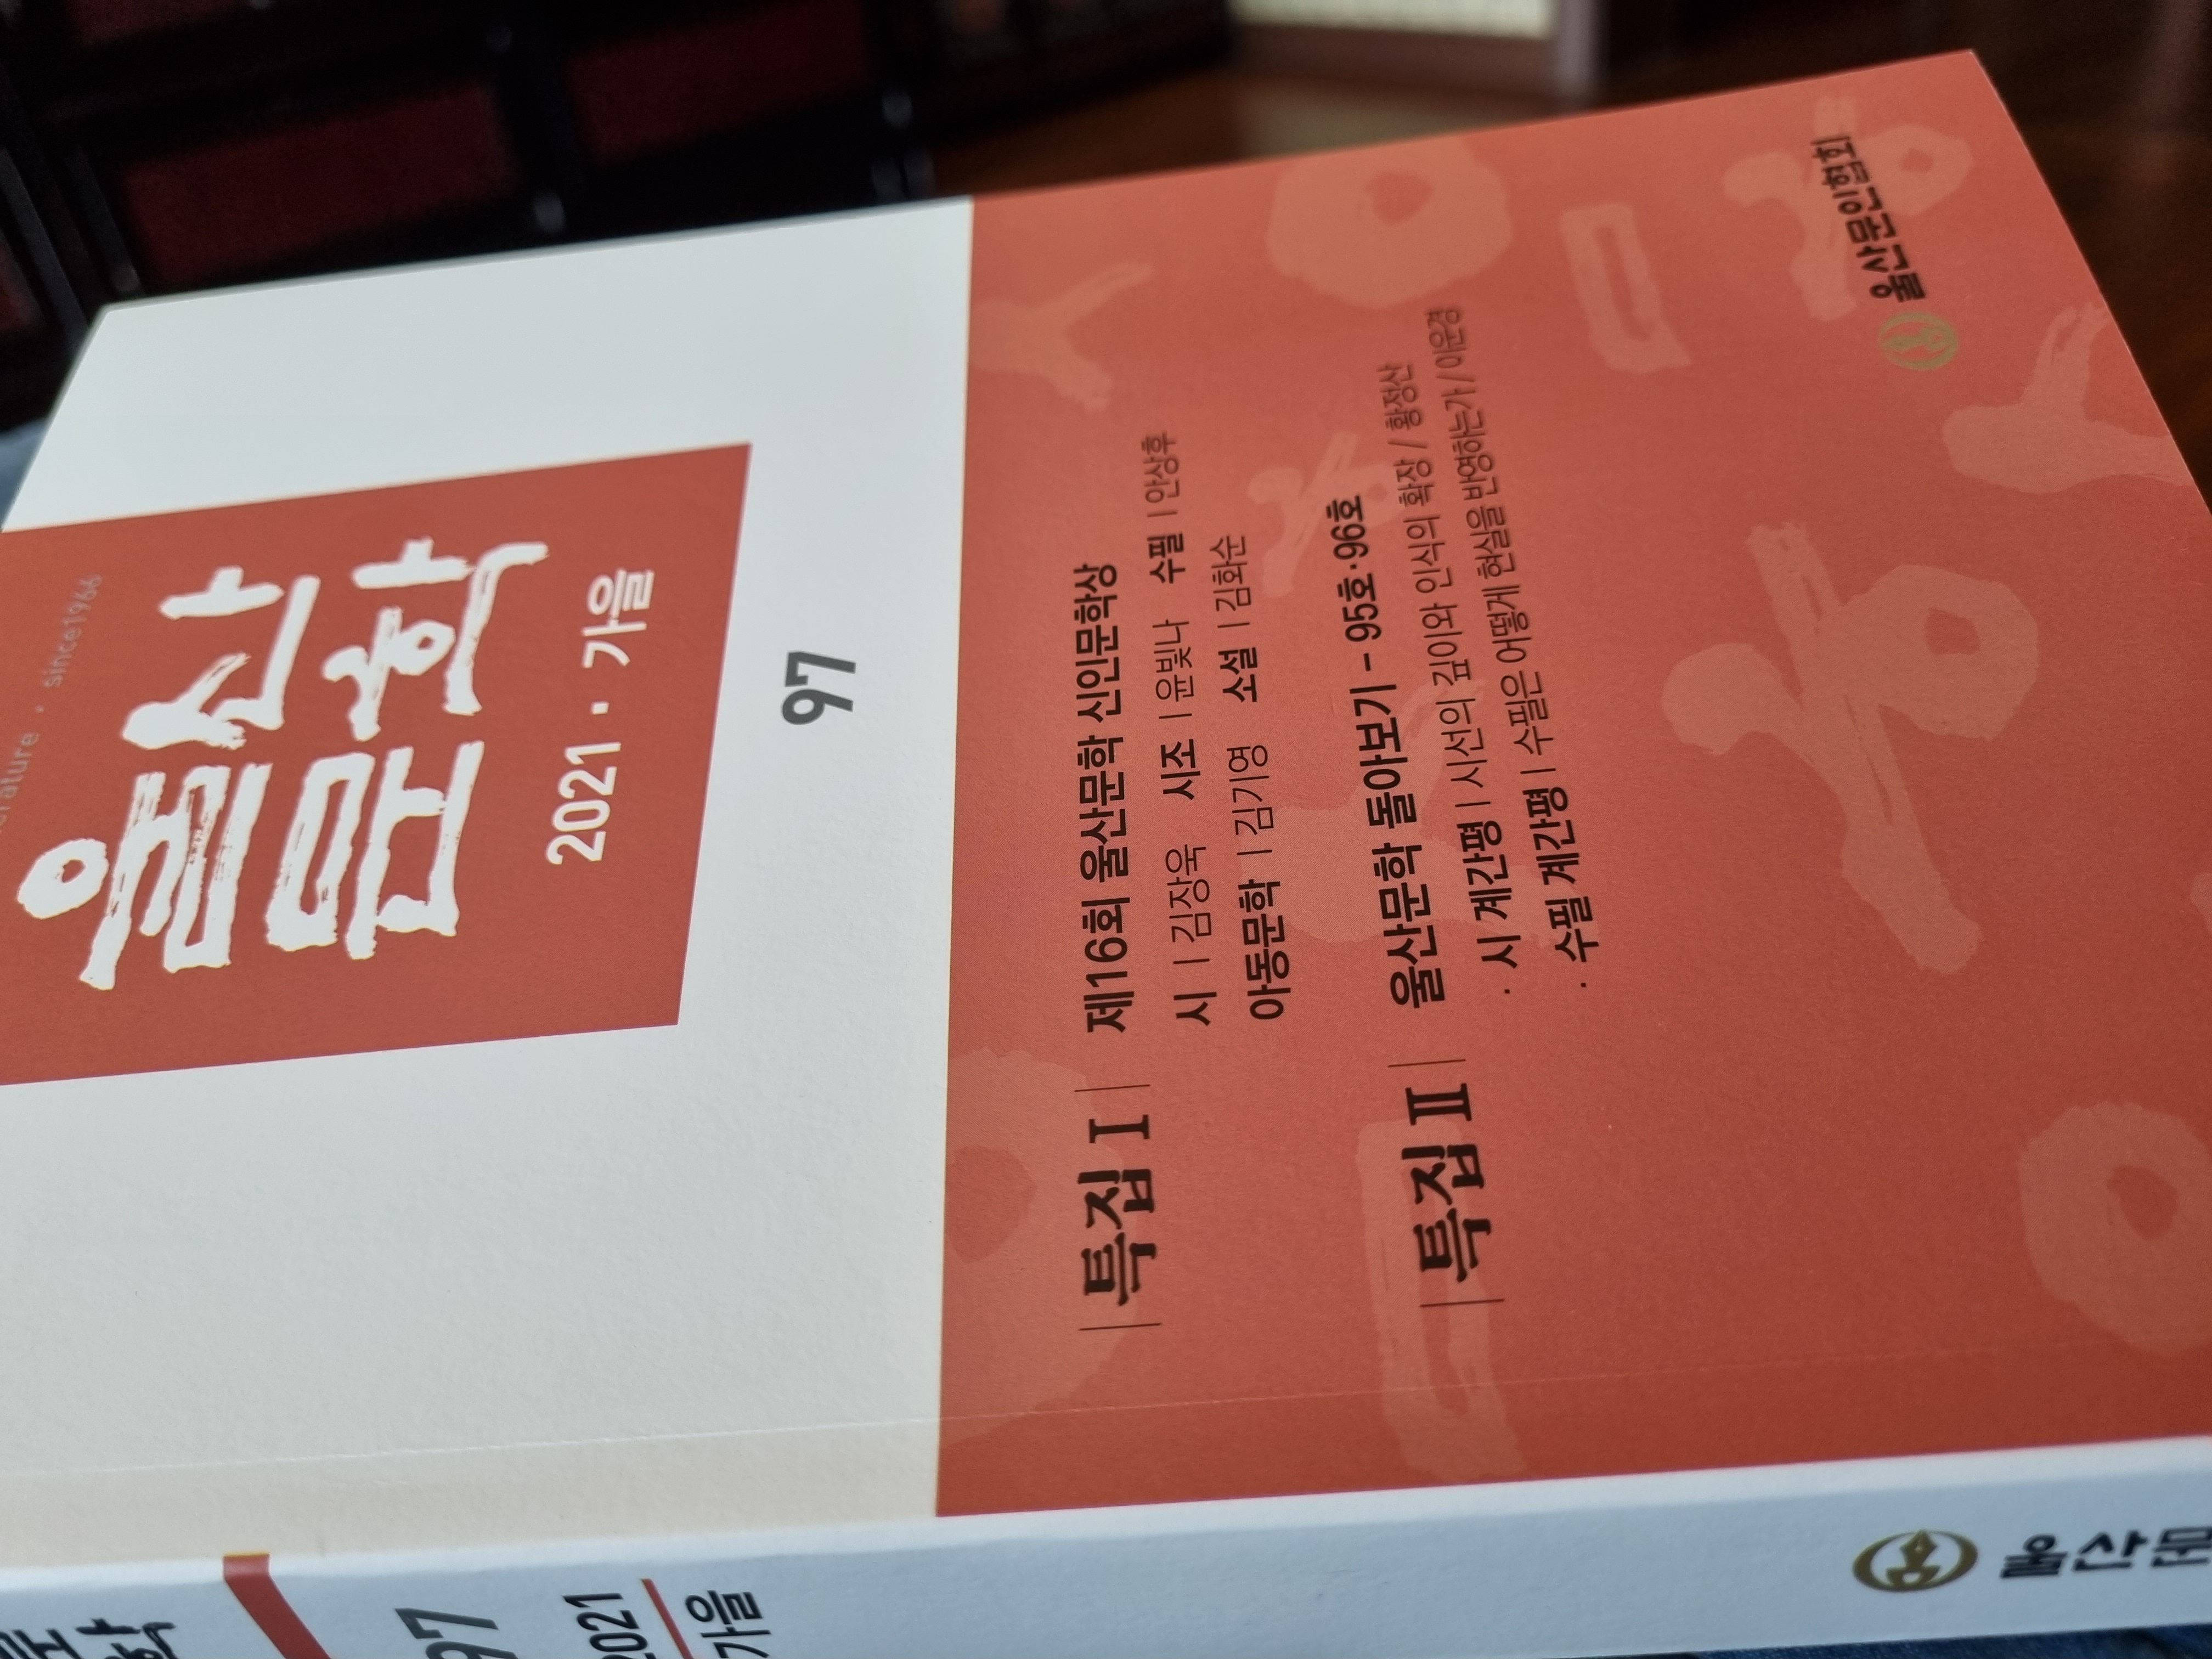 since1966
울산
문학
2021 · 가을
97
특집 I
제16회 울산문학 신인문학상
시 | 김장욱 시조 | 윤빛나 수필 | 안상후
아동문학 | 김기영 소설 | 김화순
특집 II
울산문학 돌아보기 – 95호·96호
· 시 계간평 | 시선의 깊이와 인식의 확장 / 황정산
· 수필 계간평 | 수필은 어떻게 현실을 반영하는가 / 이운경
울산문인협회
97
2021
가을
울산문